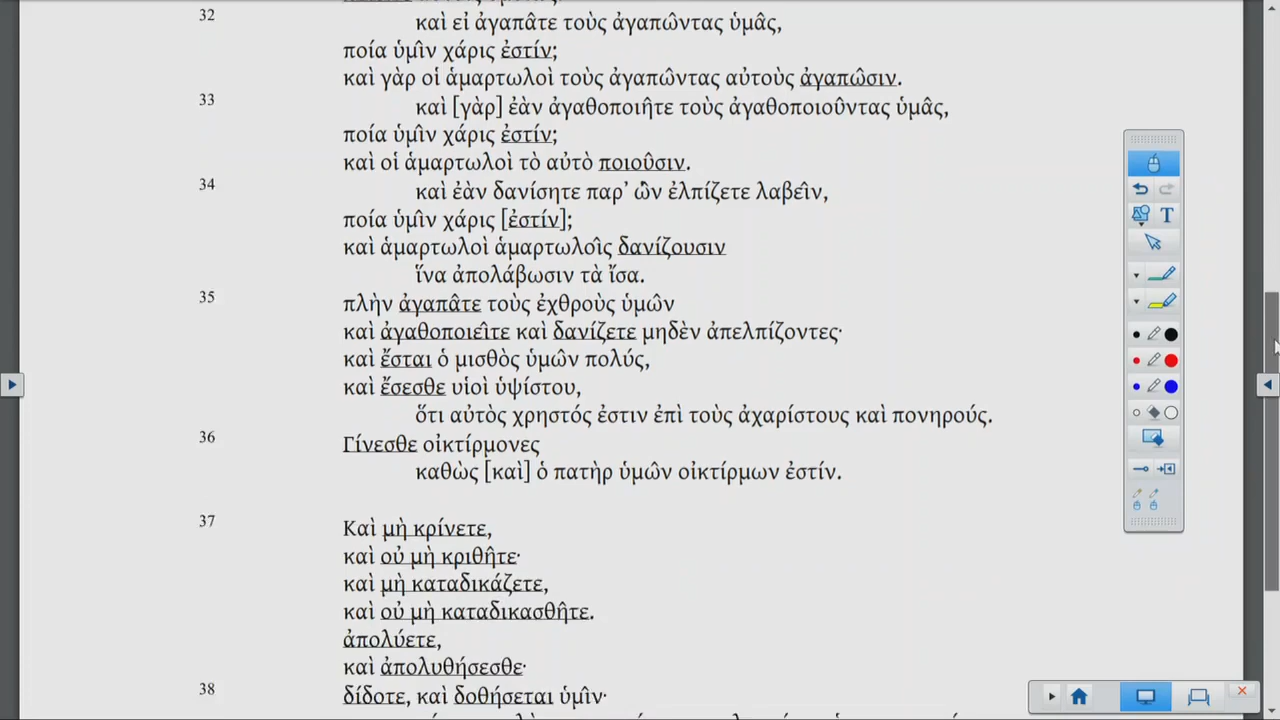 32
καὶ εἰ ἀγαπᾶτε τοὺς ἀγαπῶντας ὑμᾶς,
ποία ὑμῖν χάρις ἐστίν;
καὶ γὰρ οἱ ἁμαρτωλοὶ τοὺς ἀγαπῶντας αὐτοὺς ἀγαπῶσιν.
33
καὶ [γὰρ] ἐὰν ἀγαθοποιῆτε τοὺς ἀγαθοποιοῦντας ὑμᾶς,
ποία ὑμῖν χάρις ἐστίν;
καὶ οἱ ἁμαρτωλοὶ τὸ αὐτὸ ποιοῦσιν.
34
καὶ ἐὰν δανίσητε παρ’ ὧν ἐλπίζετε λαβεῖν,
ποία ὑμῖν χάρις [ἐστίν];
καὶ ἁμαρτωλοὶ ἁμαρτωλοῖς δανίζουσιν
ἵνα ἀπολάβωσιν τὰ ἴσα.
35
πλὴν ἀγαπᾶτε τοὺς ἐχθροὺς ὑμῶν
καὶ ἀγαθοποιεῖτε καὶ δανίζετε μηδὲν ἀπελπίζοντες·
καὶ ἔσται ὁ μισθὸς ὑμῶν πολύς,
καὶ ἔσεσθε υἱοὶ ὑψίστου,
ὅτι αὐτὸς χρηστός ἐστιν ἐπὶ τοὺς ἀχαρίστους καὶ πονηρούς.
36
Γίνεσθε οἰκτίρμονες
καθὼς [καὶ] ὁ πατὴρ ὑμῶν οἰκτίρμων ἐστίν.
37
Καὶ μὴ κρίνετε,
καὶ οὐ μὴ κριθῆτε·
καὶ μὴ καταδικάζετε,
καὶ οὐ μὴ καταδικασθῆτε.
ἀπολύετε,
καὶ ἀπολυθήσεσθε·
38
δίδοτε, καὶ δοθήσεται ὑμῖν·
T